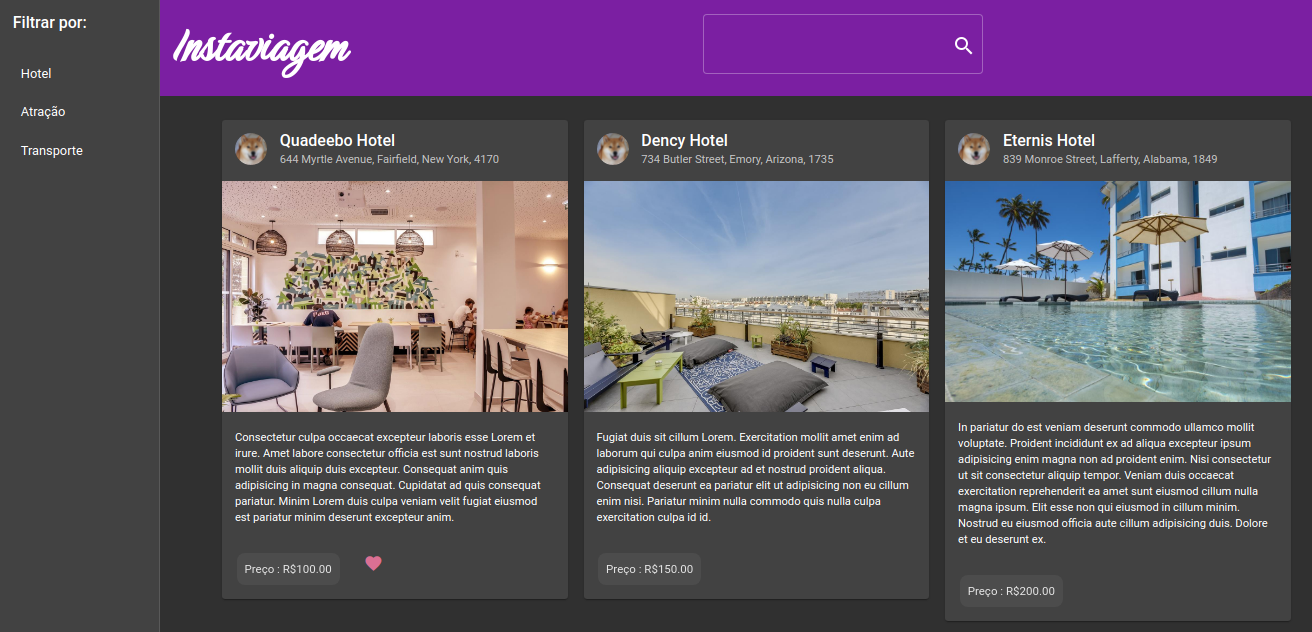 Filtrar por:
Hotel
Atração
Transporte
Instaviagem
Quadeebo Hotel
644 Myrtle Avenue, Fairfield, New York, 4170
Consectetur culpa occaecat excepteur laboris esse Lorem et
irure. Amet labore consectetur officia est sunt nostrud laboris
mollit duis aliquip duis excepteur. Consequat anim quis
adipisicing in magna consequat. Cupidatat ad quis consequat
pariatur. Minim Lorem duis culpa veniam velit fugiat eiusmod
est pariatur minim deserunt excepteur anim.
Preço : R$100.00
Dency Hotel
734 Butler Street, Emory, Arizona, 1735
Fugiat duis sit cillum Lorem. Exercitation mollit amet enim ad
laborum qui culpa anim eiusmod id proident sunt deserunt. Aute
adipisicing aliquip excepteur ad et nostrud proident aliqua.
Consequat deserunt ea pariatur elit ut adipisicing non eu cillum
enim nisi. Pariatur minim nulla commodo quis nulla culpa
exercitation culpa id id.
Preço : R$150.00
Eternis Hotel
839 Monroe Street, Lafferty, Alabama, 1849
In pariatur do est veniam deserunt commodo ullamco mollit
voluptate. Proident incididunt ex ad aliqua excepteur ipsum
adipisicing enim magna non ad proident enim. Nisi consectetur
ut sit consectetur aliquip tempor. Veniam duis occaecat
exercitation reprehenderit ea amet sunt eiusmod cillum nulla
magna ipsum. Elit esse non qui eiusmod in cillum minim.
Nostrud eu eiusmod officia aute cillum adipisicing duis. Dolore
et eu deserunt ex.
Preço : R$200.00